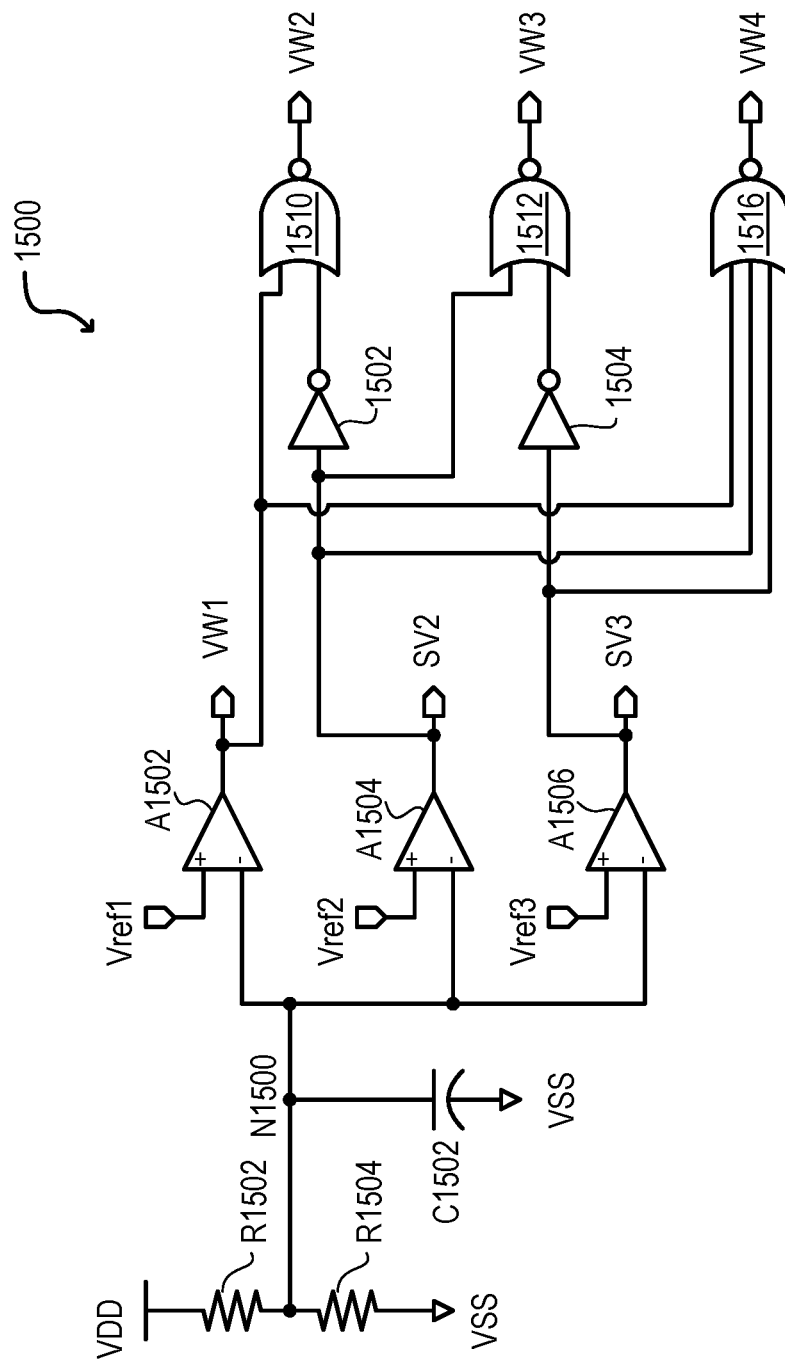 1500
VDD
R1502
R1504
VSS
N1500
C1502
VSS
Vref1
+
-
A1502
VW1
Vref2
+
-
A1504
SV2
Vref3
+
-
A1506
SV3
1502
1504
1510
VW2
1512
VW3
1516
VW4